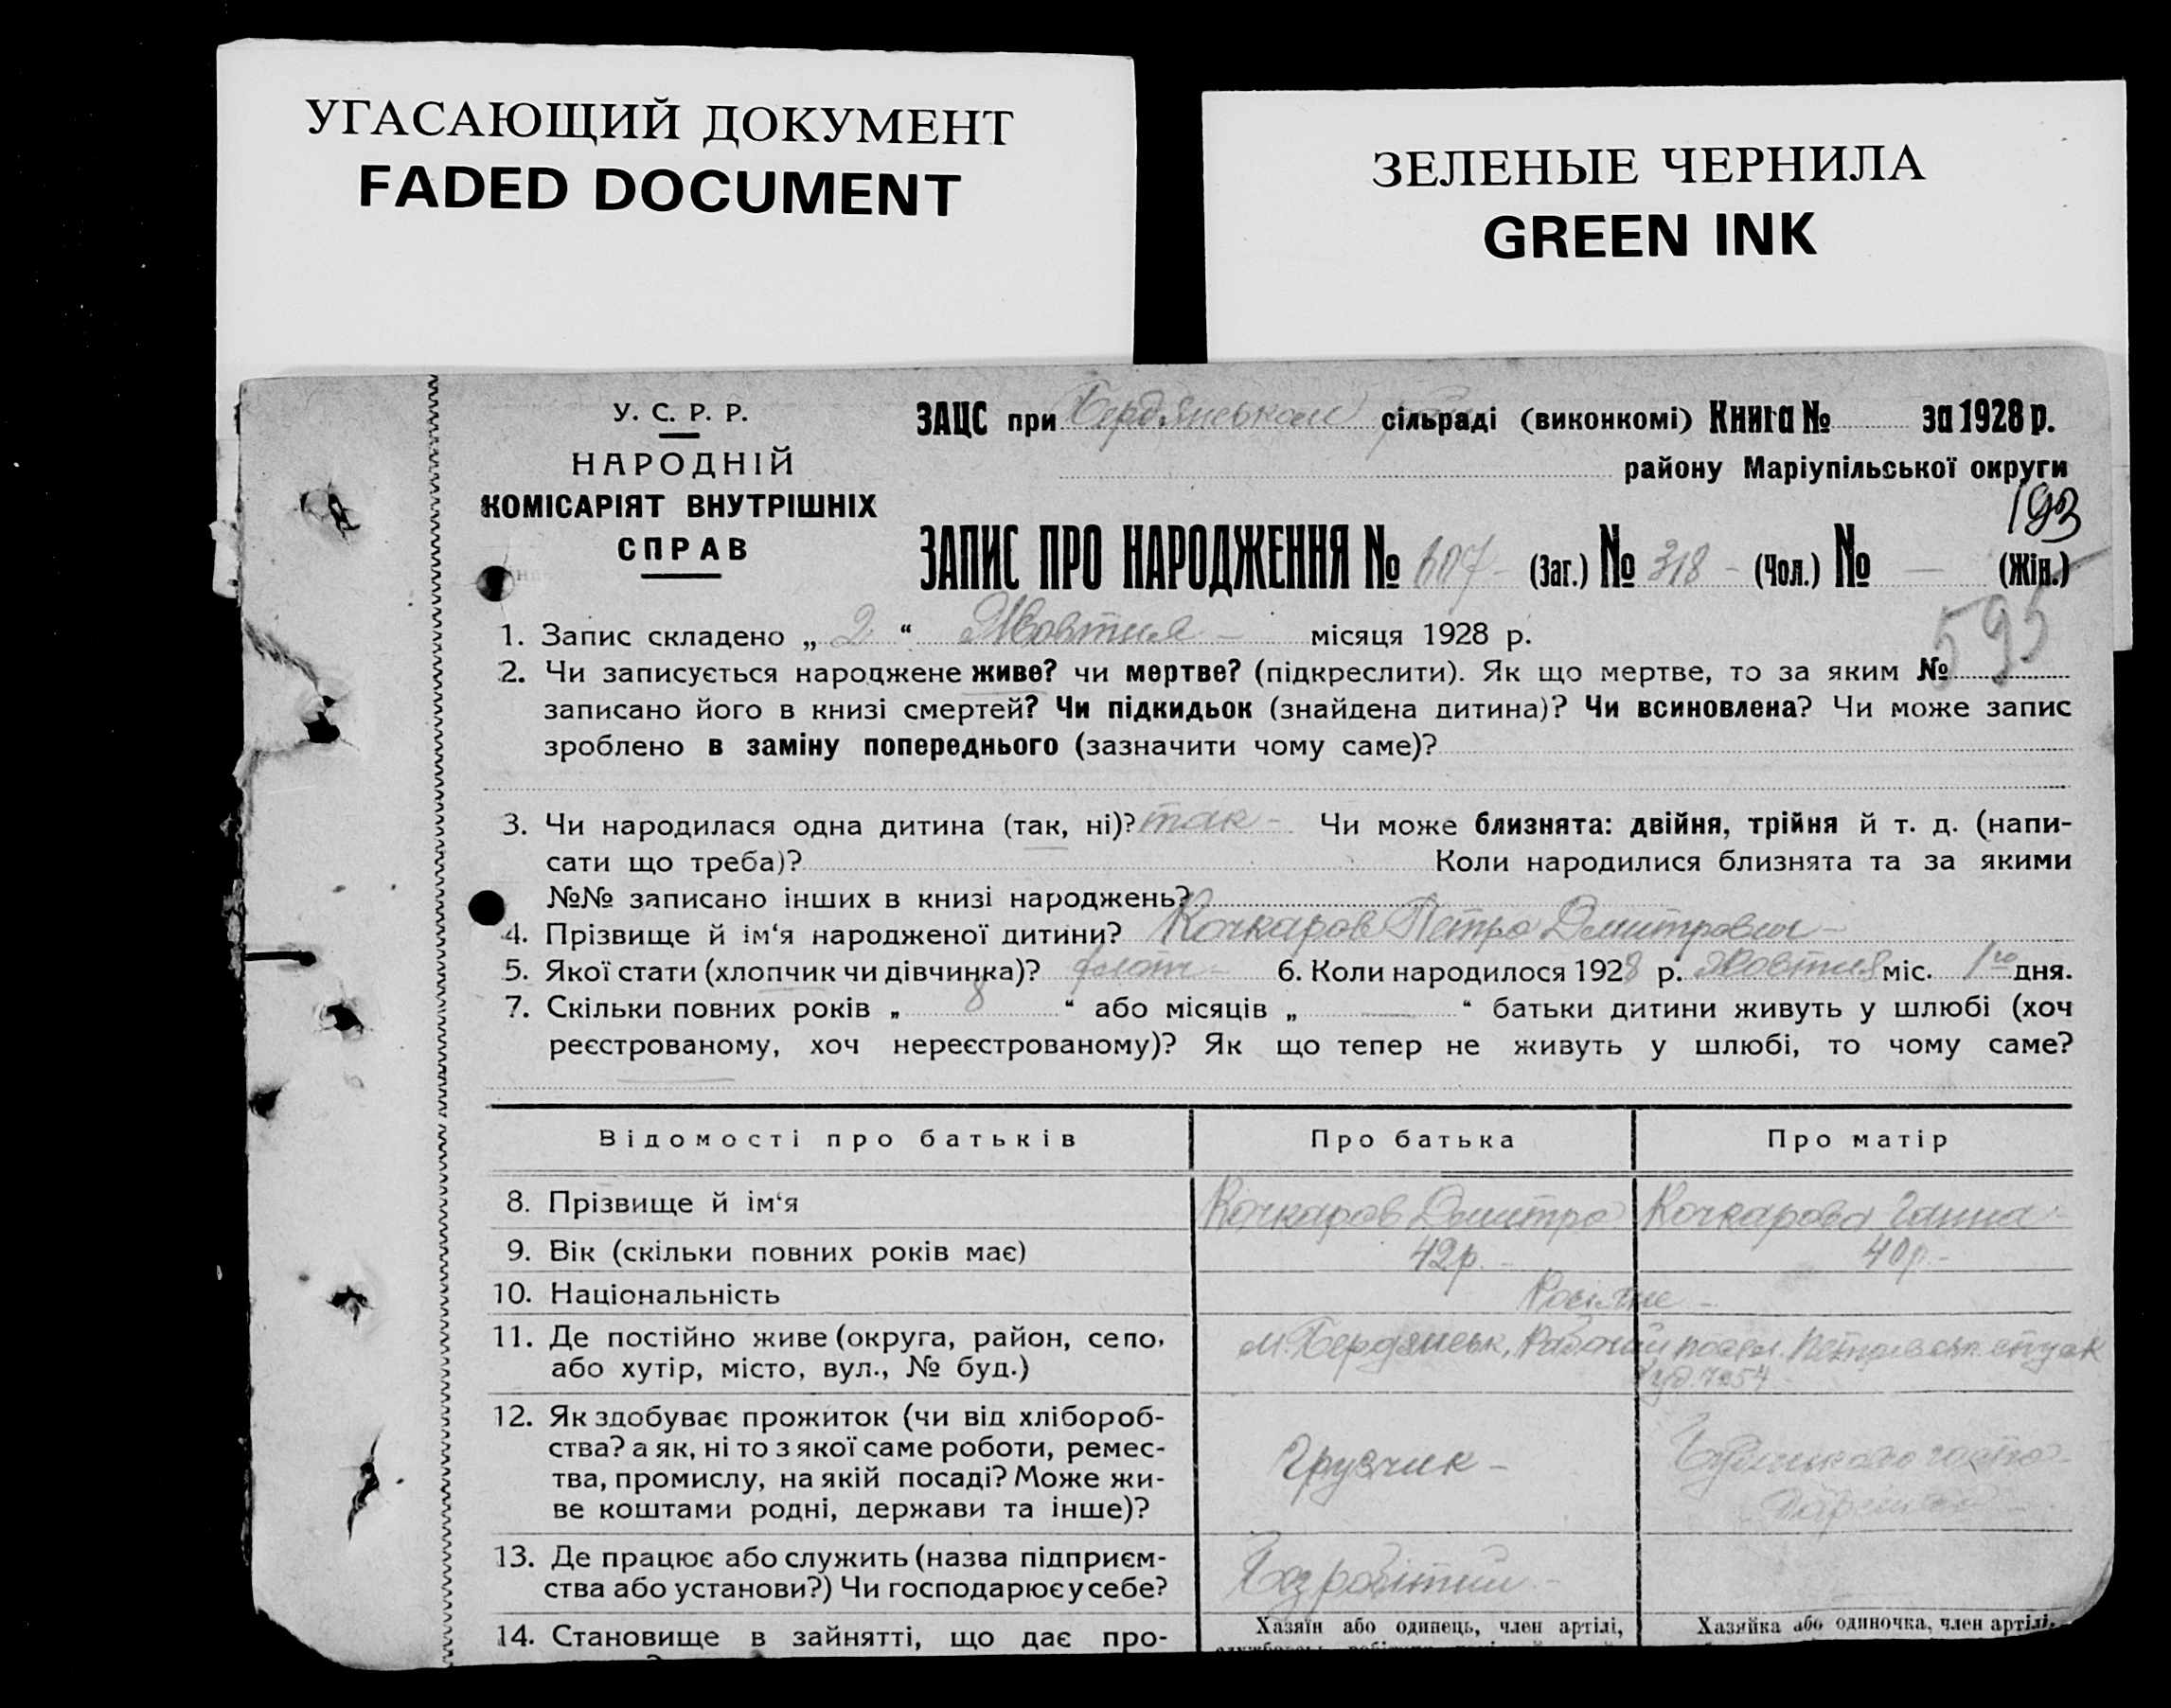 УГАСАЮЩИЙ ДОКУМЕНТ
FADED DOCUMENT
ЗЕЛЕНЫЕ ЧЕРНИЛА
GREEN INK
У. С. Р. Р.
НАРОДНІЙ
КОМІСАРІЯТ ВНУТРІШНІХ
СПРАВ
ЗАЦС при Бердянськом сільраді (виконкомі) Книга № за 1928 р.
району Маріупільської округи
193
ЗАПИС ПРО НАРОДЖЕННЯ № 607 - (Заг.) № 318 - (Чол.) № — (Жін.)
595
1. Запис складено „ 2 “ Жовтня - місяця 1928 р.
2. Чи записується народжене живе? чи мертве? (підкреслити). Як що мертве, то за яким №
записано його в книзі смертей? Чи підкидьок (знайдена дитина)? Чи всиновлена? Чи може запис
зроблено в заміну попереднього (зазначити чому саме)?
3. Чи народилася одна дитина (так, ні)? так - Чи може близнята: двійня, трійня й т. д. (напи-
сати що треба)? Коли народилися близнята та за якими
№№ записано інших в книзі народжень?
4. Прізвище й ім‘я народженої дитини? Кочкаров Петро Дмитрович -
5. Якої стати (хлопчик чи дівчинка)? 6. Коли народилося 1928 р. Жовтня міс. 1го дня.
7. Скільки повних років „ 8 “ або місяців „ — “ батьки дитини живуть у шлюбі (хоч
реєстрованому, хоч нереєстрованому)? Як що тепер не живуть у шлюбі, то чому саме?
Відомості про батьків Про батька Про матір
8. Прізвище й ім‘я Кочкаров Дмитро Кочкарова Ганна -
9. Вік (скільки повних років має) 42 р. - 40 р. -
10. Національність Росіяне -
11. Де постійно живе (округа, район, село,
або хутір, місто, вул., № буд.)
м. Бердянськ, Рабочий
12. Як здобуває прожиток (чи від хлібороб-
ства? а як, ні то з якої саме роботи, ремес-
тва, промислу, на якій посаді? Може жи-
ве коштами родні, держави та інше)?
Грузчик -
13. Де працює або служить (назва підприєм-
ства або установи?) Чи господарює у себе?
Безробітний -
14. Становище в зайнятті, що дає про-
Хазяїн або одинець, член артілі,
Хазяйка або одиночка, член артілі,